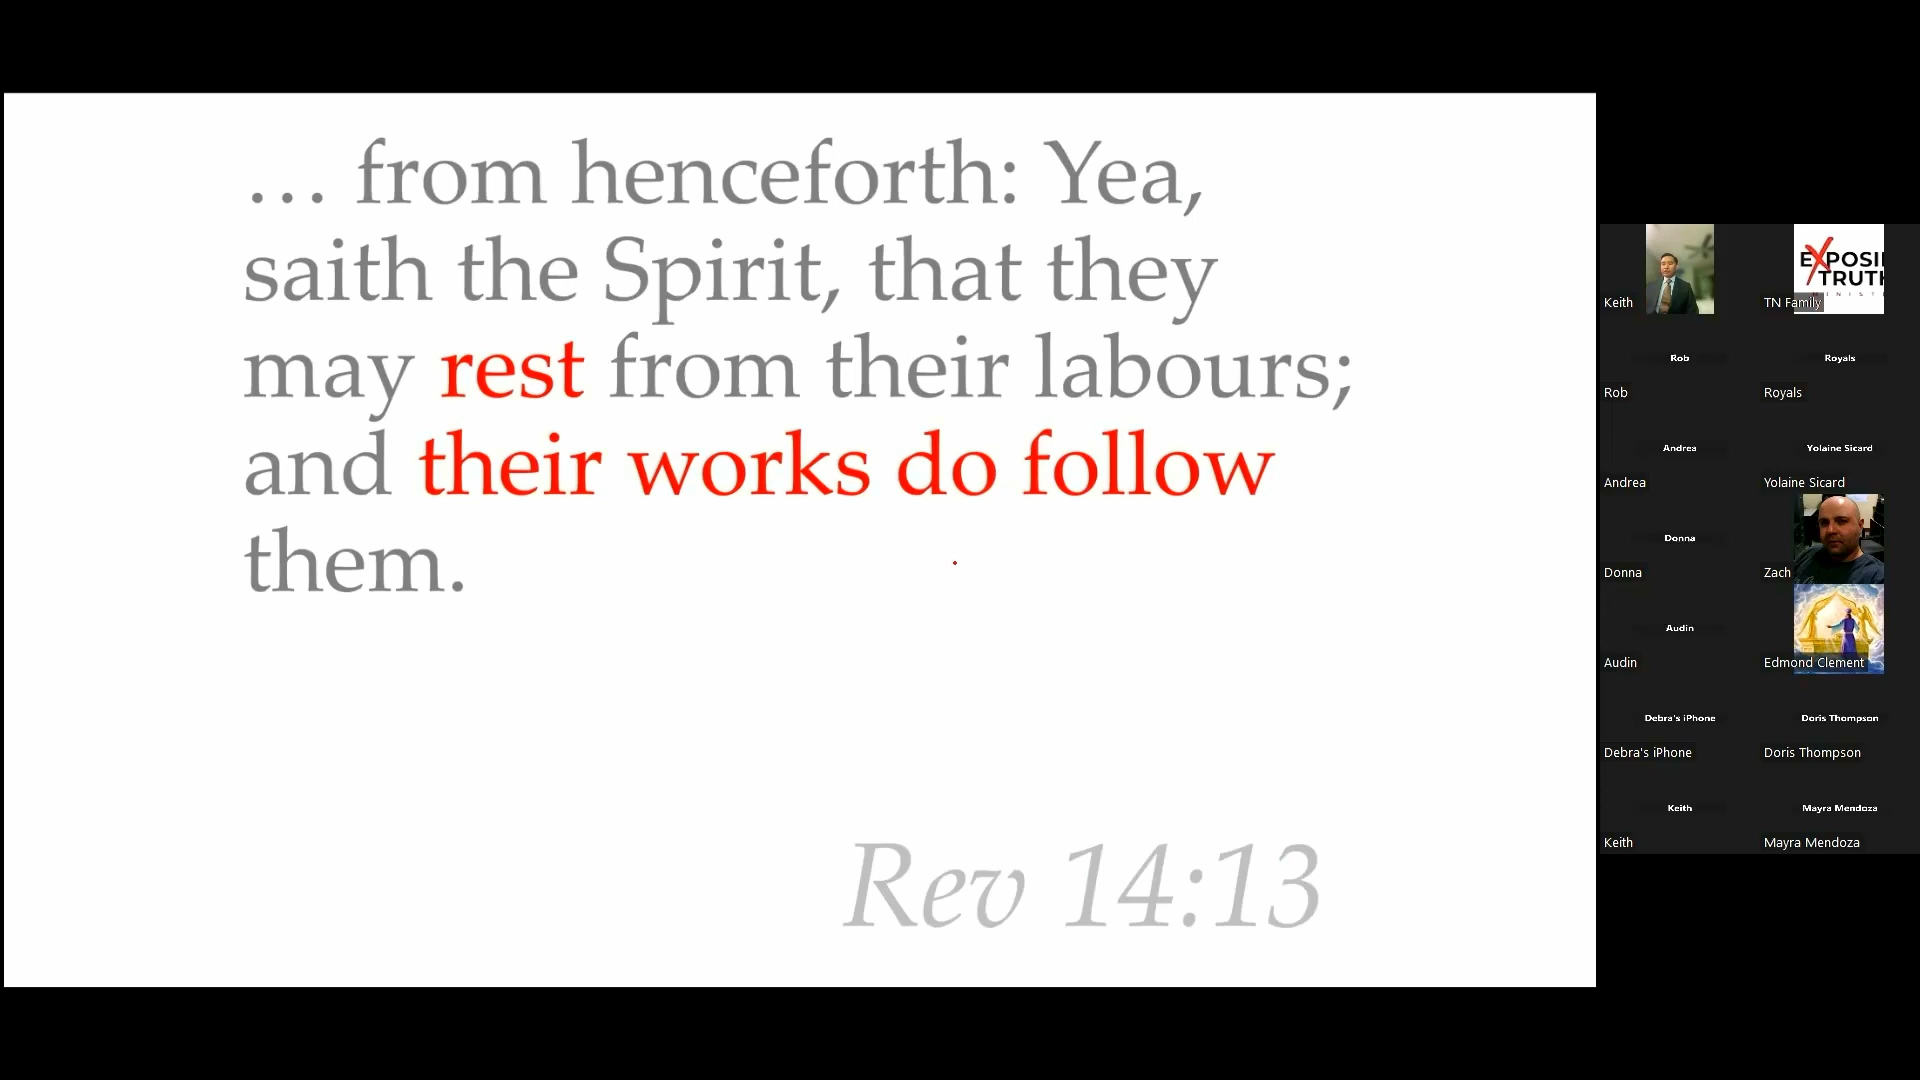 … from henceforth: Yea,
saith the Spirit, that they
may rest from their labours;
and their works do follow
them.
Rev 14:13
Keith
EXPOSI
TRUTH
TN Family
Rob
Rob
Royals
Royals
Andrea
Andrea
Yolaine Sicard
Yolaine Sicard
Donna
Donna
Zach
Audin
Audin
Edmond Clement
Debra's iPhone
Debra's iPhone
Doris Thompson
Doris Thompson
Keith
Keith
Mayra Mendoza
Mayra Mendoza